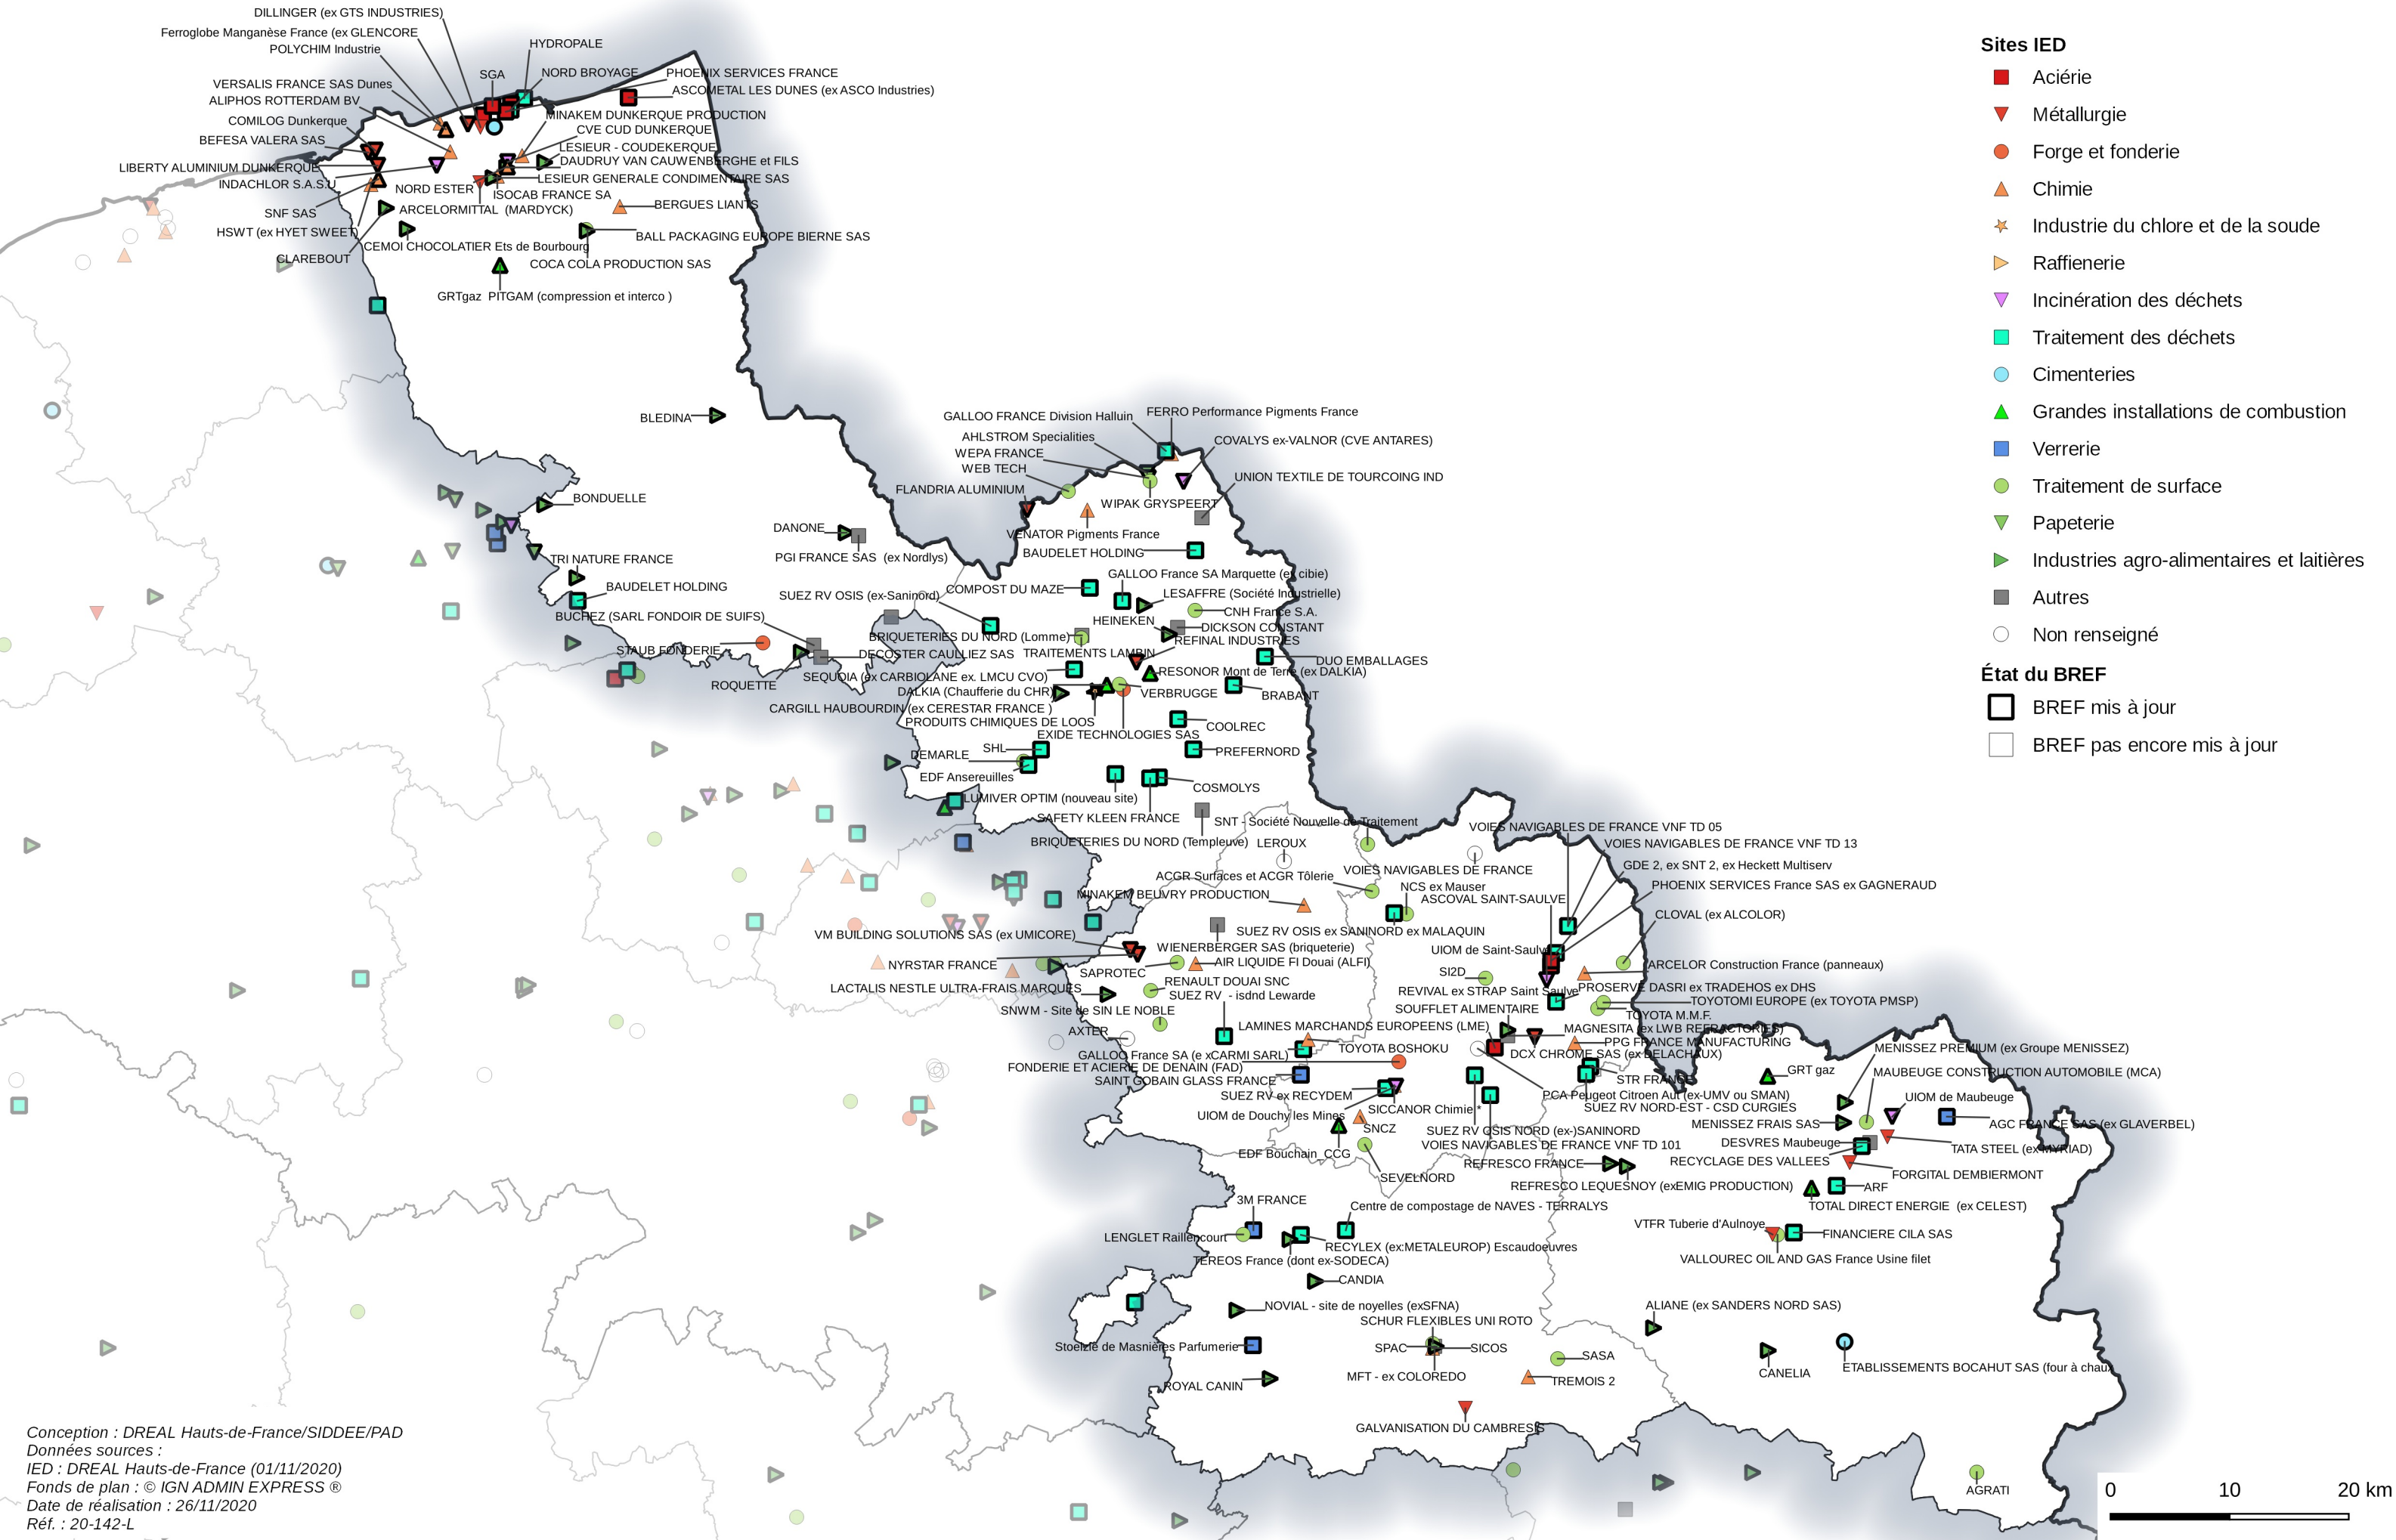 DILLINGER (ex GTS INDUSTRIES)
Ferroglobe Manganèse France (ex GLENCORE
POLYCHIM Industrie
HYDROPALE
SGA
NORD BROYAGE
PHOENIX SERVICES FRANCE
VERSALIS FRANCE SAS Dunes
ASCOMETAL LES DUNES (ex ASCO Industries)
ALIPHOS ROTTERDAM BV
MINAKEM DUNKERQUE PRODUCTION
COMILOG Dunkerque
CVE CUD DUNKERQUE
BEFESA VALERA SAS
LESIEUR - COUDEKERQUE
DAUDRUY VAN CAUWENBERGHE et FILS
LIBERTY ALUMINIUM DUNKERQUE
LESIEUR GENERALE CONDIMENTAIRE SAS
INDACHLOR S.A.S.U
NORD ESTER
ISOCAB FRANCE SA
BERGUES LIANTS
ARCELORMITTAL (MARDYCK)
SNF SAS
HSWT (ex HYET SWEET)
BALL PACKAGING EUROPE BIERNE SAS
CEMOI CHOCOLATIER Ets de Bourbourg
CLAREBOUT
COCA COLA PRODUCTION SAS
GRTgaz PITGAM (compression et interco )
BLEDINA
GALLOO FRANCE Division Halluin
FERRO Performance Pigments France
AHLSTROM Specialities
COVALYS ex-VALNOR (CVE ANTARES)
WEPA FRANCE
WEB TECH
UNION TEXTILE DE TOURCOING IND
FLANDRIA ALUMINIUM
BONDUELLE
WIPAK GRYSPEERT
DANONE
VENATOR Pigments France
PGI FRANCE SAS (ex Nordlys)
BAUDELET HOLDING
TRI NATURE FRANCE
GALLOO France SA Marquette (ex cibie)
BAUDELET HOLDING
COMPOST DU MAZE
SUEZ RV OSIS (ex-Saninord)
LESAFFRE (Société Industrielle)
CNH France S.A.
BUCHEZ (SARL FONDOIR DE SUIFS)
HEINEKEN
DICKSON CONSTANT
BRIQUETERIES DU NORD (Lomme)
REFINAL INDUSTRIES
STAUB FONDERIE
DECOSTER CAULLIEZ SAS
TRAITEMENTS LAMBIN
DUO EMBALLAGES
RESONOR Mont de Terre (ex DALKIA)
SEQUOIA (ex CARBIOLANE ex. LMCU CVO)
ROQUETTE
DALKIA (Chaufferie du CHR)
VERBRUGGE
BRABANT
CARGILL HAUBOURDIN (ex CERESTAR FRANCE )
PRODUITS CHIMIQUES DE LOOS
COOLREC
EXIDE TECHNOLOGIES SAS
SHL
PREFERNORD
DEMARLE
EDF Ansereuilles
COSMOLYS
LUMIVER OPTIM (nouveau site)
SAFETY KLEEN FRANCE
SNT - Société Nouvelle de Traitement
VOIES NAVIGABLES DE FRANCE VNF TD 05
BRIQUETERIES DU NORD (Templeuve)
LEROUX
VOIES NAVIGABLES DE FRANCE VNF TD 13
GDE 2, ex SNT 2, ex Heckett Multiserv
VOIES NAVIGABLES DE FRANCE
ACGR Surfaces et ACGR Tôlerie
NCS ex Mauser
PHOENIX SERVICES France SAS ex GAGNERAUD
MINAKEM BEUVRY PRODUCTION
ASCOVAL SAINT-SAULVE
CLOVAL (ex ALCOLOR)
SUEZ RV OSIS ex SANINORD ex MALAQUIN
VM BUILDING SOLUTIONS SAS (ex UMICORE)
WIENERBERGER SAS (briqueterie)
UIOM de Saint-Saulve
NYRSTAR FRANCE
AIR LIQUIDE FI Douai (ALFI)
SAPROTEC
SI2D
ARCELOR Construction France (panneaux)
RENAULT DOUAI SNC
LACTALIS NESTLE ULTRA-FRAIS MARQUES
SUEZ RV - isdnd Lewarde
REVIVAL ex STRAP Saint Saulve
PROSERVE DASRI ex TRADEHOS ex DHS
TOYOTOMI EUROPE (ex TOYOTA PMSP)
SNWM - Site de SIN LE NOBLE
SOUFFLET ALIMENTAIRE
TOYOTA M.M.F.
AXTER
LAMINES MARCHANDS EUROPEENS (LME)
MAGNESITA (ex LWB REFRACTORIES)
PPG FRANCE MANUFACTURING
TOYOTA BOSHOKU
GALLOO France SA (e xCARMI SARL)
DCX CHROME SAS (ex DELACHAUX)
MENISSEZ PREMIUM (ex Groupe MENISSEZ)
FONDERIE ET ACIERIE DE DENAIN (FAD)
GRT gaz
MAUBEUGE CONSTRUCTION AUTOMOBILE (MCA)
SAINT GOBAIN GLASS FRANCE
STR FRANCE
SUEZ RV ex RECYDEM
PCA Peugeot Citroen Aut (ex-UMV ou SMAN)
UIOM de Maubeuge
SICCANOR Chimie *
SUEZ RV NORD-EST - CSD CURGIES
UIOM de Douchy les Mines
MENISSEZ FRAIS SAS
AGC FRANCE SAS (ex GLAVERBEL)
SNCZ
SUEZ RV OSIS NORD (ex-)SANINORD
VOIES NAVIGABLES DE FRANCE VNF TD 101
DESVRES Maubeuge
TATA STEEL (ex MYRIAD)
EDF Bouchain_CCG
REFRESCO FRANCE
RECYCLAGE DES VALLEES
FORGITAL DEMBIERMONT
SEVELNORD
REFRESCO LEQUESNOY (exEMIG PRODUCTION)
ARF
3M FRANCE
Centre de compostage de NAVES - TERRALYS
TOTAL DIRECT ENERGIE (ex CELEST)
VTFR Tuberie d'Aulnoye
LENGLET Raillencourt
FINANCIERE CILA SAS
RECYLEX (ex:METALEUROP) Escaudoeuvres
TEREOS France (dont ex-SODECA)
VALLOUREC OIL AND GAS France Usine filet
CANDIA
NOVIAL - site de noyelles (exSFNA)
ALIANE (ex SANDERS NORD SAS)
SCHUR FLEXIBLES UNI ROTO
Stoelzle de Masnières Parfumerie
SPAC
SICOS
SASA
ETABLISSEMENTS BOCAHUT SAS (four à chaux
CANELIA
MFT - ex COLOREDO
ROYAL CANIN
TREMOIS 2
GALVANISATION DU CAMBRESIS
AGRATI
Sites IED
Aciérie
Métallurgie
Forge et fonderie
Chimie
Industrie du chlore et de la soude
Raffienerie
Incinération des déchets
Traitement des déchets
Cimenteries
Grandes installations de combustion
Verrerie
Traitement de surface
Papeterie
Industries agro-alimentaires et laitières
Autres
Non renseigné
État du BREF
BREF mis à jour
BREF pas encore mis à jour
Conception : DREAL Hauts-de-France/SIDDEE/PAD
Données sources :
IED : DREAL Hauts-de-France (01/11/2020)
Fonds de plan : © IGN ADMIN EXPRESS ®
Date de réalisation : 26/11/2020
Réf. : 20-142-L
0 10 20 km